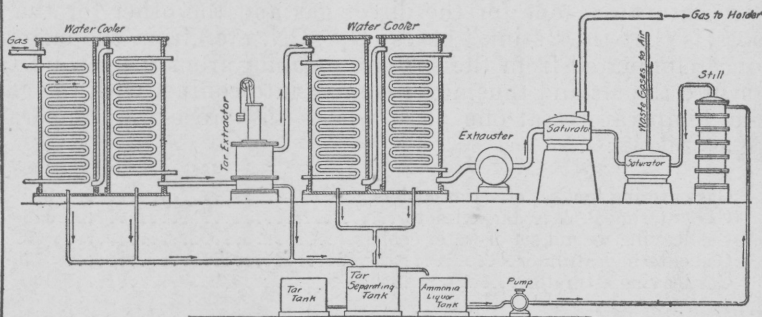 Water Cooler
Gas
Tar Extractor
Water Cooler
Exhauster
Saturator
Gas to Holder
Waste Gases to Air
Saturator
Still
Tar
Tank
Tar
Separating
Tank
Ammonia
Liquor
Tank
Pump